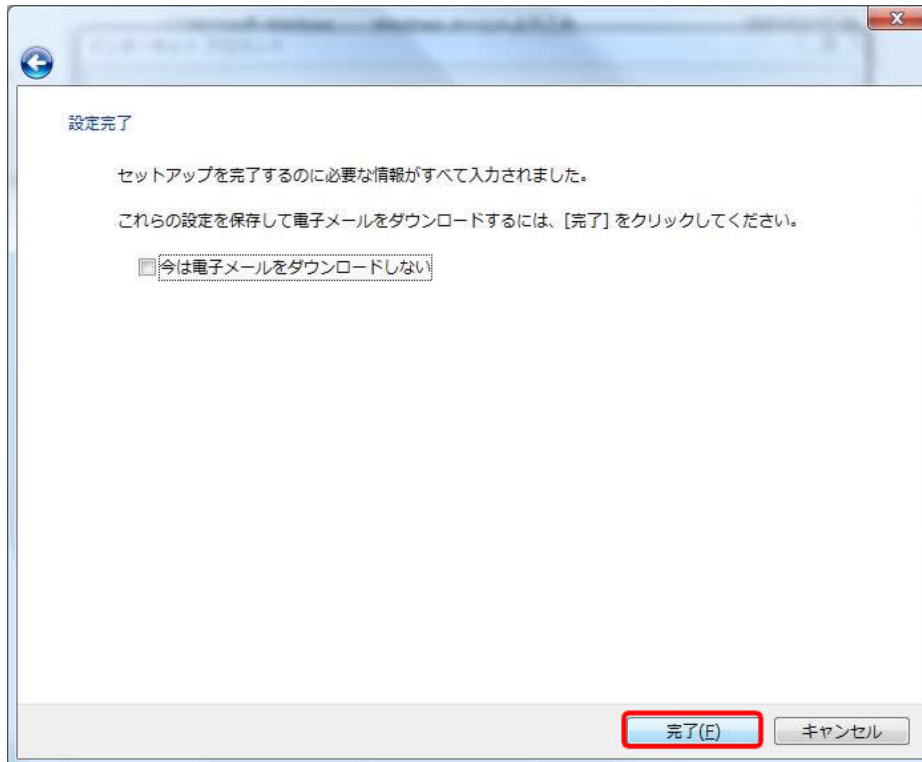 設定完了
セットアップを完了するのに必要な情報がすべて入力されました。
これらの設定を保存して電子メールをダウンロードするには、[完了] をクリックしてください。
今は電子メールをダウンロードしない
完了(F)
キャンセル